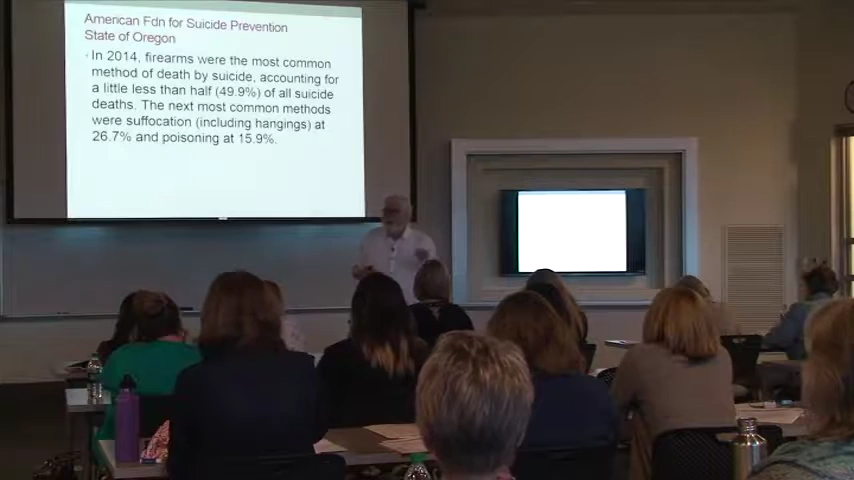 American Fdn for Suicide Prevention
State of Oregon
· In 2014, firearms were the most common
method of death by suicide, accounting for
a little less than half (49.9%) of all suicide
deaths. The next most common methods
were suffocation (including hangings) at
26.7% and poisoning at 15.9%.